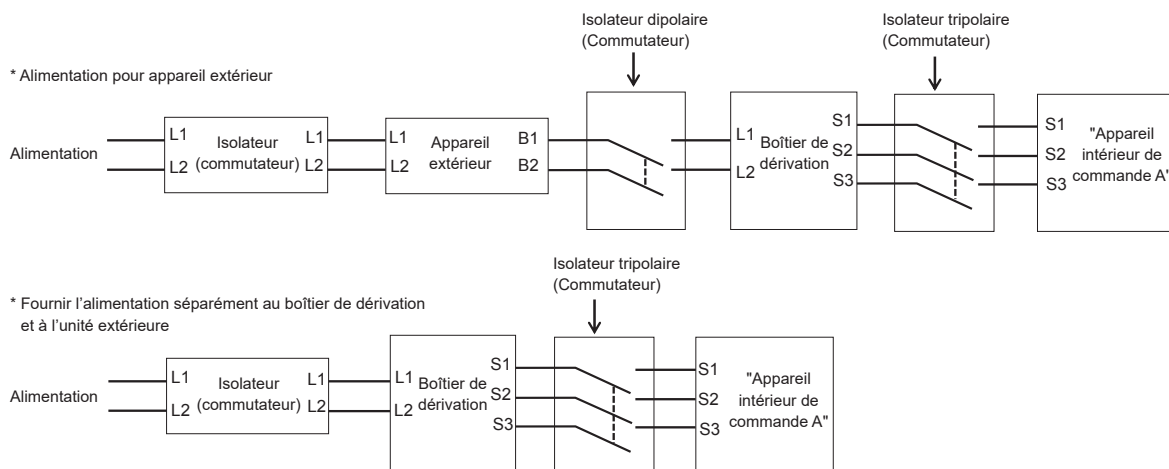 Isolateur dipolaire
(Commutateur)
Isolateur tripolaire
(Commutateur)
* Alimentation pour appareil extérieur
Alimentation
L1
L2
Isolateur
(commutateur)
L1
L2
L1
L2
Appareil
extérieur
B1
B2
L1
L2
Boîtier de
dérivation
S1
S2
S3
S1
S2
S3
"Appareil
intérieur de
commande A"
Isolateur tripolaire
(Commutateur)
* Fournir l’alimentation séparément au boîtier de dérivation
et à l’unité extérieure
Alimentation
L1
L2
Isolateur
(commutateur)
L1
L2
L1
L2
Boîtier de
dérivation
S1
S2
S3
S1
S2
S3
"Appareil
intérieur de
commande A"